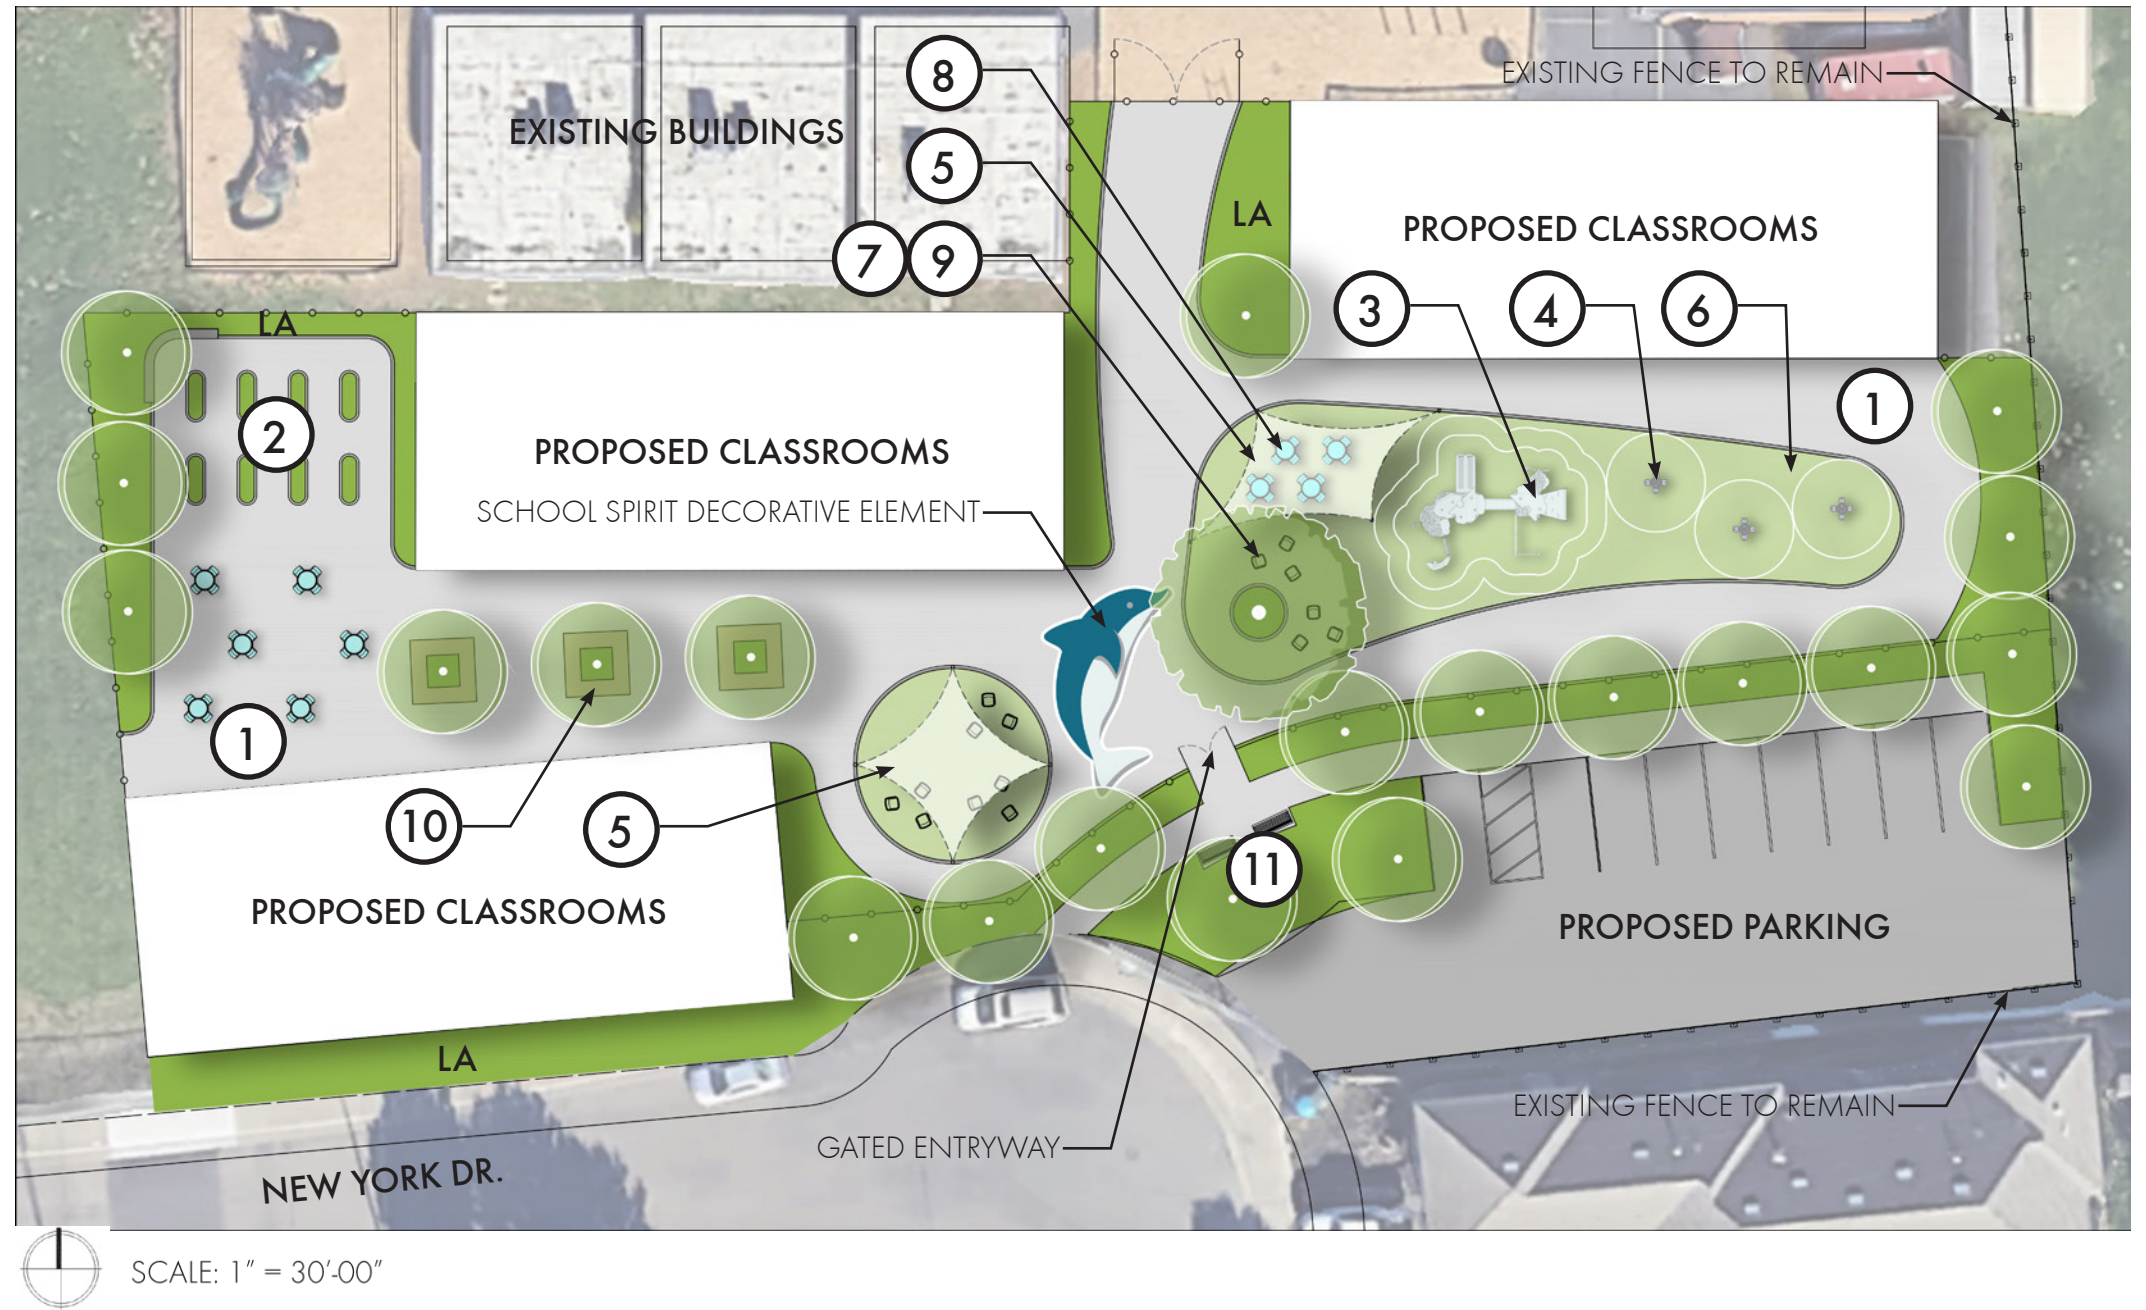 8
EXISTING FENCE TO REMAIN
EXISTING BUILDINGS
5
LA
PROPOSED CLASSROOMS
7
9
3
4
6
LA
1
2
PROPOSED CLASSROOMS
SCHOOL SPIRIT DECORATIVE ELEMENT
1
10
5
11
PROPOSED CLASSROOMS
PROPOSED PARKING
LA
EXISTING FENCE TO REMAIN
GATED ENTRYWAY
NEW YORK DR.
SCALE: 1" = 30'-00"